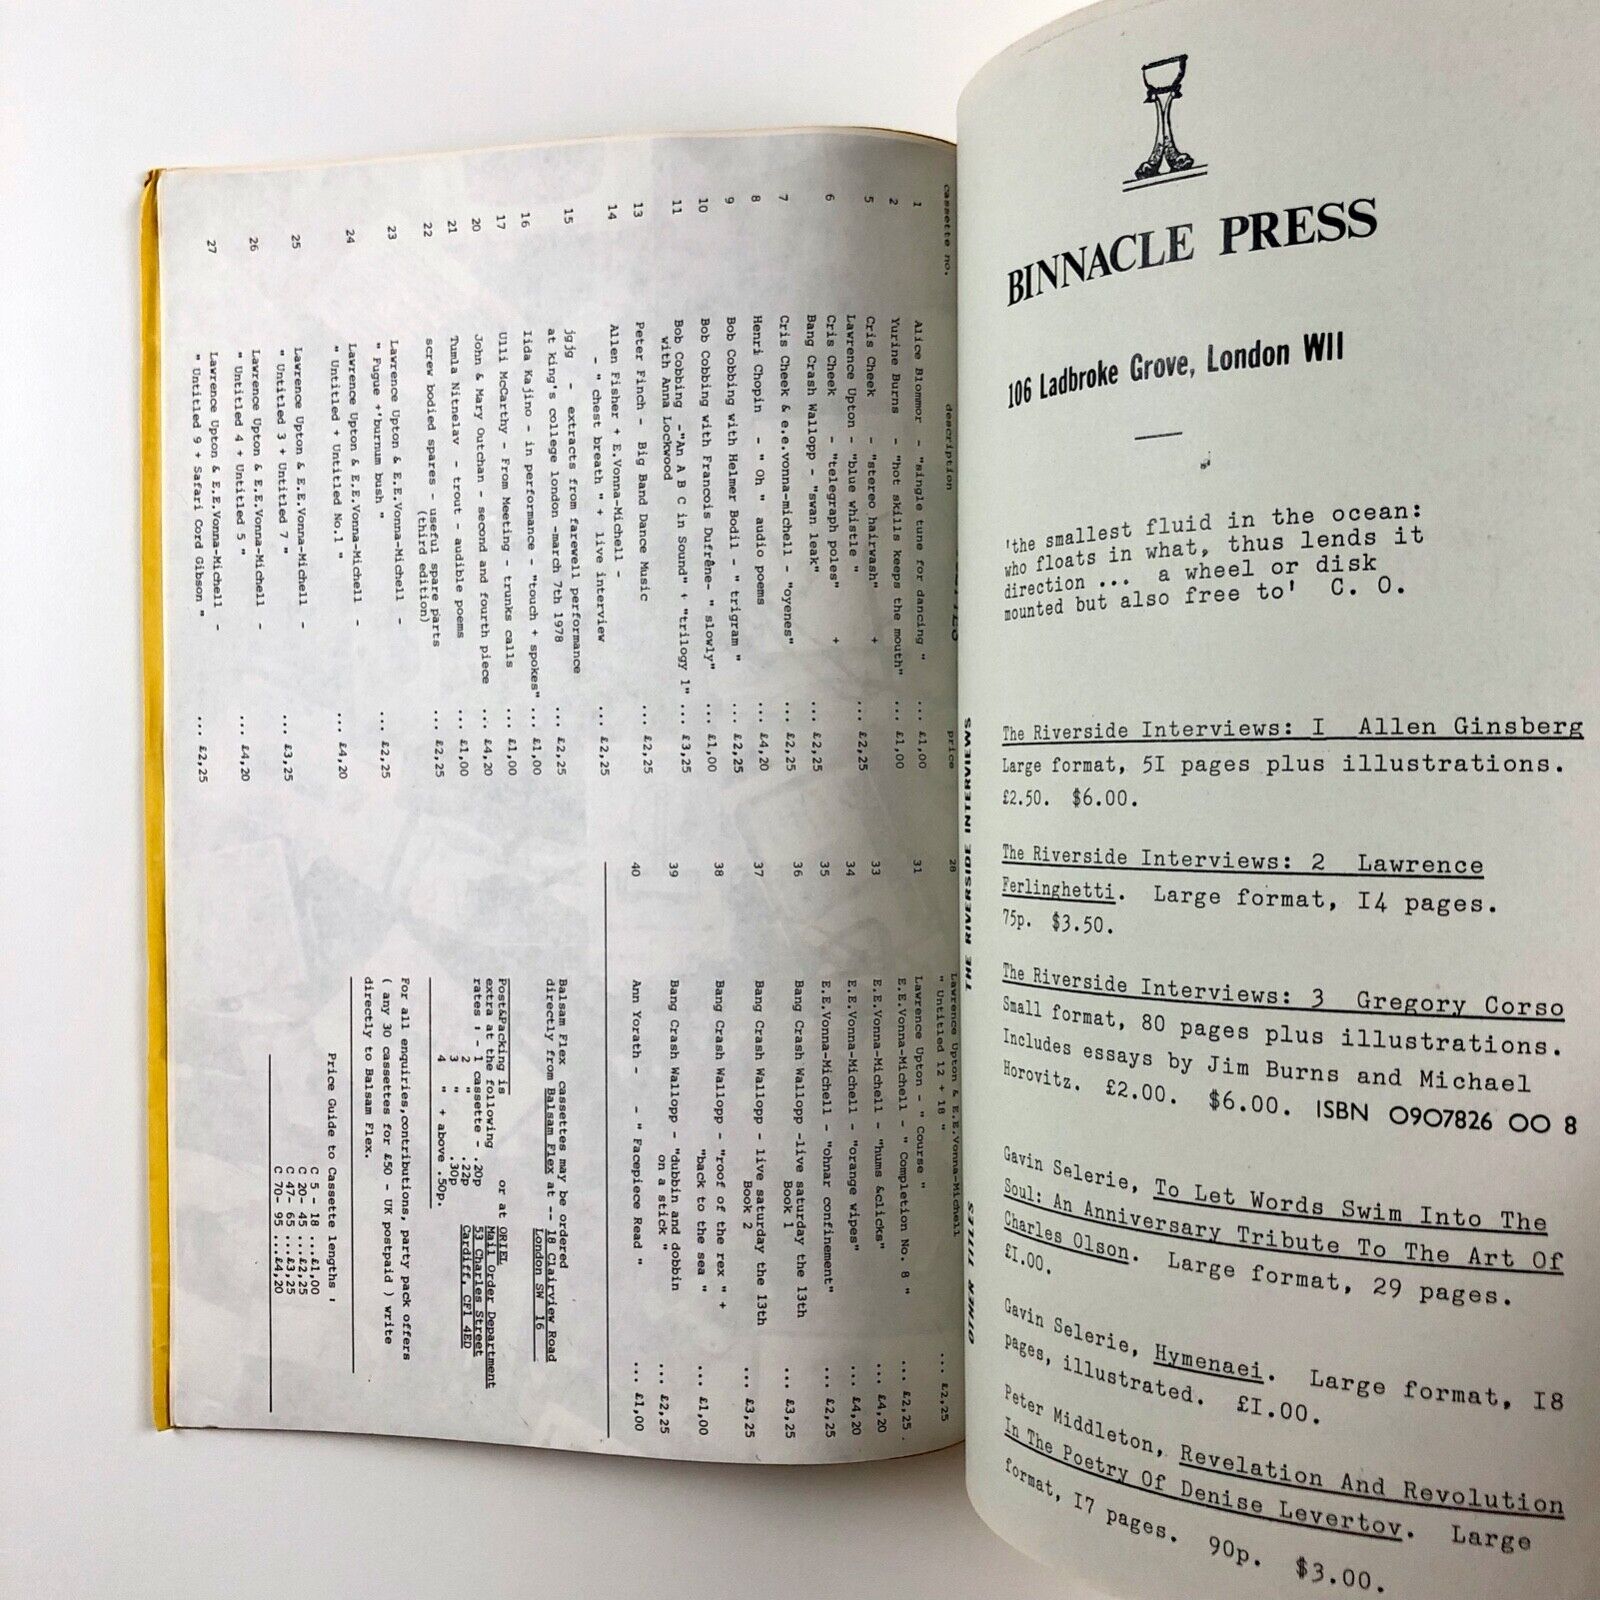 cassette no. description price
1 Alice Blommor - "single tune for dancing " ... £1,00
2 Yurine Burns - "hot skills keeps the mouth" ... £1,00
5 Cris Cheek - "stereo hairwash" +
Lawrence Upton - "blue whistle " ... £2,25
6 Cris Cheek - "telegraph poles" +
Bang Crash Wallopp - "swan leak" ... £2,25
7 Cris Cheek & e.e.vonna-michell - "oyenes" ... £2,25
8 Henri Chopin - " Oh " audio poems ... £4,20
9 Bob Cobbing with Helmer Bodil - " trigram " ... £2,25
10 Bob Cobbing with Francois Dufrêne- " slowly" ... £1,00
11 Bob Cobbing -"An A B C in Sound" + "trilogy 1" ... £3,25
with Anna Lockwood
13 Peter Finch - Big Band Dance Music ... £2,25
14 Allen Fisher + E.Vonna-Michell -
- " chest breath " + live interview ... £2,25
15 jgjg - extracts from farewell performance
at king's college london -march 7th 1978 ... £2,25
16 Iida Kajino - in performance - "touch + spokes" ... £1,00
17 Ulli McCarthy - From Meeting - trunks calls ... £1,00
20 John & Mary Outchan - second and fourth piece ... £4,20
21 Tumla Nitnelav - trout - audible poems ... £1,00
22 screw bodied spares - useful spare parts ... £2,25
(third edition)
23 Lawrence Upton & E.E.Vonna-Michell -
" Fugue +'burnum bush " ... £2,25
24 Lawrence Upton & E.E.Vonna-Michell -
" Untitled + Untitled No.1 " ... £4,20
25 Lawrence Upton & E.E.Vonna-Michell -
" Untitled 3 + Untitled 7 " ... £3,25
26 Lawrence Upton & E.E.Vonna-Michell -
" Untitled 4 + Untitled 5 " ... £4,20
27 Lawrence Upton & E.E.Vonna-Michell -
" Untitled 9 + Safari Cord Gibson " ... £2,25
28 Lawrence Upton & E.E.Vonna-Michell
" Untitled 12 + 18 " ... £2,25
31 Lawrence Upton - " Course "
E.E.Vonna-Michell - " Completion No. 8 " ... £2,25
33 E.E.Vonna-Michell - "hums &clicks" ... £4,20
34 E.E.Vonna-Michell - "orange wipes" ... £4,20
35 E.E.Vonna-Michell - "ohnar confinement" ... £2,25
36 Bang Crash Wallopp -live saturday the 13th
Book 1 ... £3,25
37 Bang Crash Wallopp - live saturday the 13th
Book 2 ... £3,25
38 Bang Crash Wallopp - "roof of the rex " +
"back to the sea " ... £1,00
39 Bang Crash Wallopp - "dubbin and dobbin
on a stick " ... £2,25
40 Ann Yorath - - " Facepiece Read " ... £1,00
Balsam Flex cassettes may be ordered
directly from Balsam Flex at -- 18 Clairview Road
London SW 16
or at ORIEL
Mail Order Department
53 Charles Street
Cardiff, CF1 4ED
Post&Packing is
extra at the following
rates ' - 1 cassette - .20p
2 " .22p
3 " .30p
4 " + above .50p.
For all enquiries,contributions, party pack offers
( any 30 cassetes for £50 - UK postpaid ) write
directly to Balsam Flex.
Price Guide to Cassette lengths '
C 5 - 18 ...£1,00
C 20- 45 ...£2,25
C 47- 65 ...£3,25
C 70- 95 ...£4,20
BINNACLE PRESS
106 Ladbroke Grove, London W11
'the smallest fluid in the ocean:
who floats in what, thus lends it
direction ... a wheel or disk
mounted but also free to' C. O.
THE RIVERSIDE INTERVIEWS
The Riverside Interviews: I Allen Ginsberg
Large format, 5I pages plus illustrations.
£2.50. $6.00.
The Riverside Interviews: 2 Lawrence
Ferlinghetti. Large format, I4 pages.
75p. $3.50.
The Riverside Interviews: 3 Gregory Corso
Small format, 80 pages plus illustrations.
Includes essays by Jim Burns and Michael
Horovitz. £2.00. $6.00. ISBN 0907826 00 8
OTHER TITLES
Gavin Selerie, To Let Words Swim Into The
Soul: An Anniversary Tribute To The Art Of
Charles Olson. Large format, 29 pages.
£I.00.
Gavin Selerie, Hymenaei. Large format, I8
pages, illustrated. £I.00.
Peter Middleton, Revelation And Revolution
In The Poetry Of Denise Levertov. Large
format, I7 pages. 90p. $3.00.